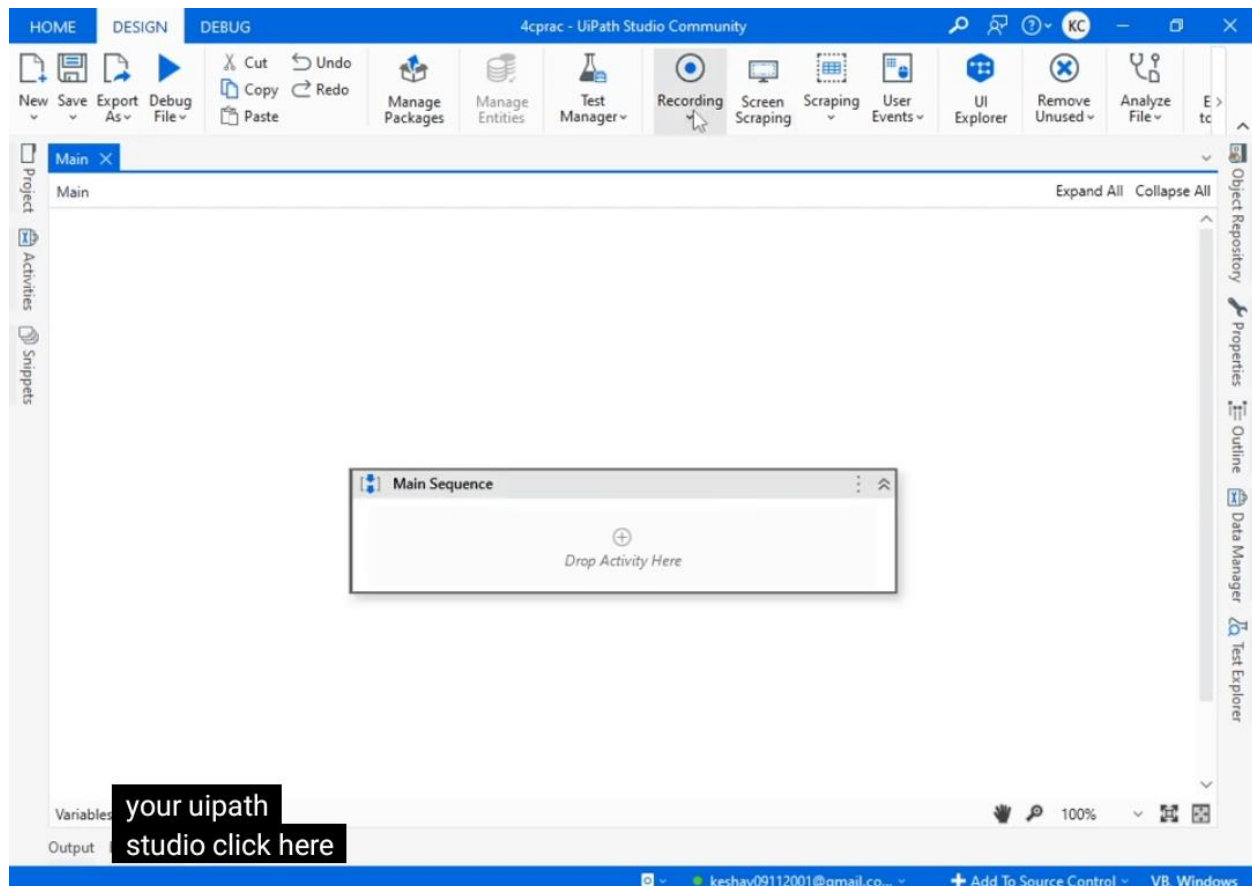 HOME DESIGN DEBUG 4cprac - UiPath Studio Community KC
New Save Export As Debug File
Cut Undo
Copy Redo
Paste
Manage Packages
Manage Entities
Test Manager
Recording
Screen Scraping
Scraping
User Events
UI Explorer
Remove Unused
Analyze File
Main
Main Expand All Collapse All
Project
Activities
Snippets
Object Repository
Properties
Outline
Data Manager
Test Explorer
Main Sequence
Drop Activity Here
Variables 100%
your uipath
studio click here
Output
keshav09112001@gmail.co... Add To Source Control VB, Windows